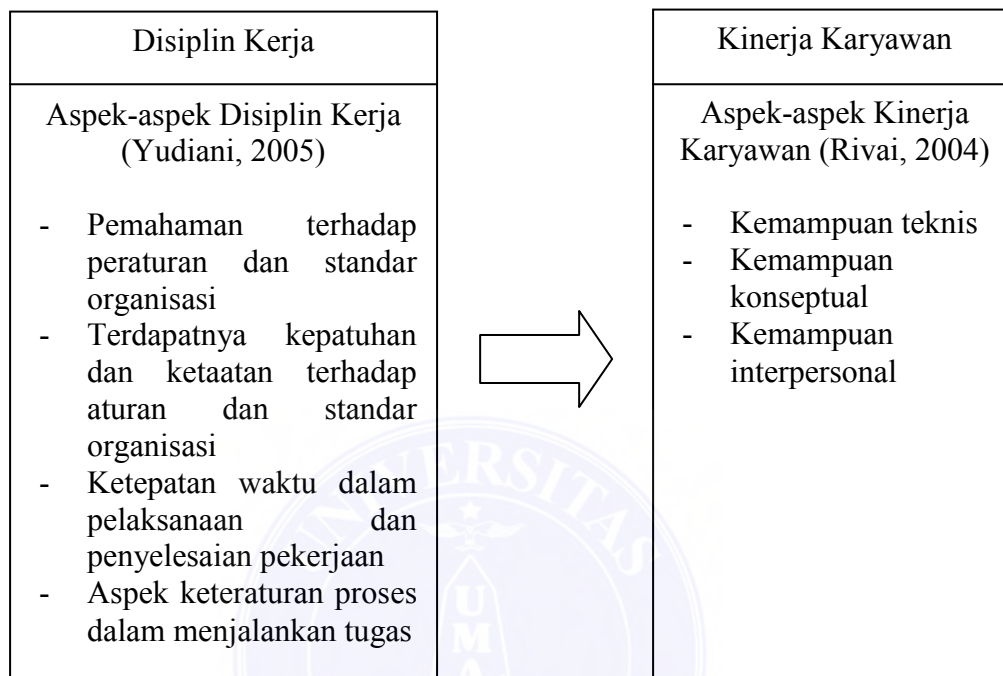 Disiplin Kerja
Aspek-aspek Disiplin Kerja
(Yudiani, 2005)
- Pemahaman terhadap
peraturan dan standar
organisasi
- Terdapatnya kepatuhan
dan ketaatan terhadap
aturan dan standar
organisasi
- Ketepatan waktu dalam
pelaksanaan dan
penyelesaian pekerjaan
- Aspek keteraturan proses
dalam menjalankan tugas
Kinerja Karyawan
Aspek-aspek Kinerja
Karyawan (Rivai, 2004)
- Kemampuan teknis
- Kemampuan
konseptual
- Kemampuan
interpersonal
UNIVERSITAS